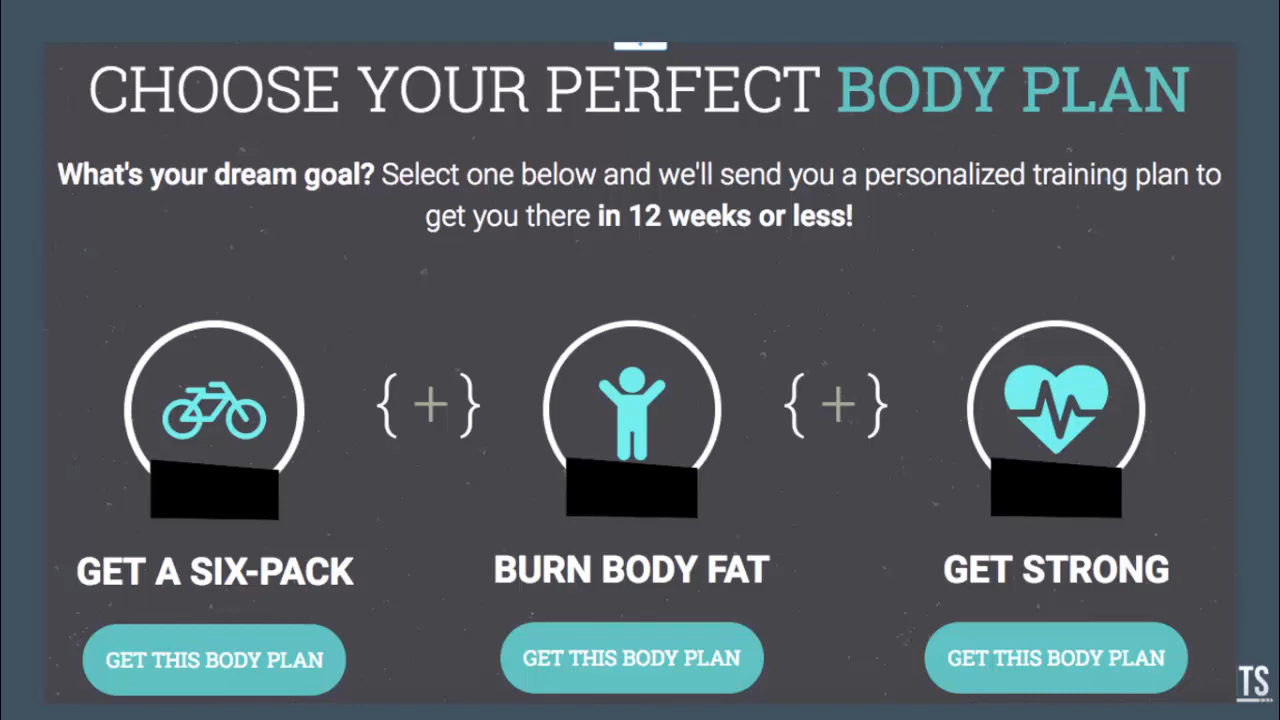 CHOOSE YOUR PERFECT BODY PLAN
What's your dream goal? Select one below and we'll send you a personalized training plan to
get you there in 12 weeks or less!
{ + } { + }
GET A SIX-PACK BURN BODY FAT GET STRONG
GET THIS BODY PLAN GET THIS BODY PLAN GET THIS BODY PLAN
TS